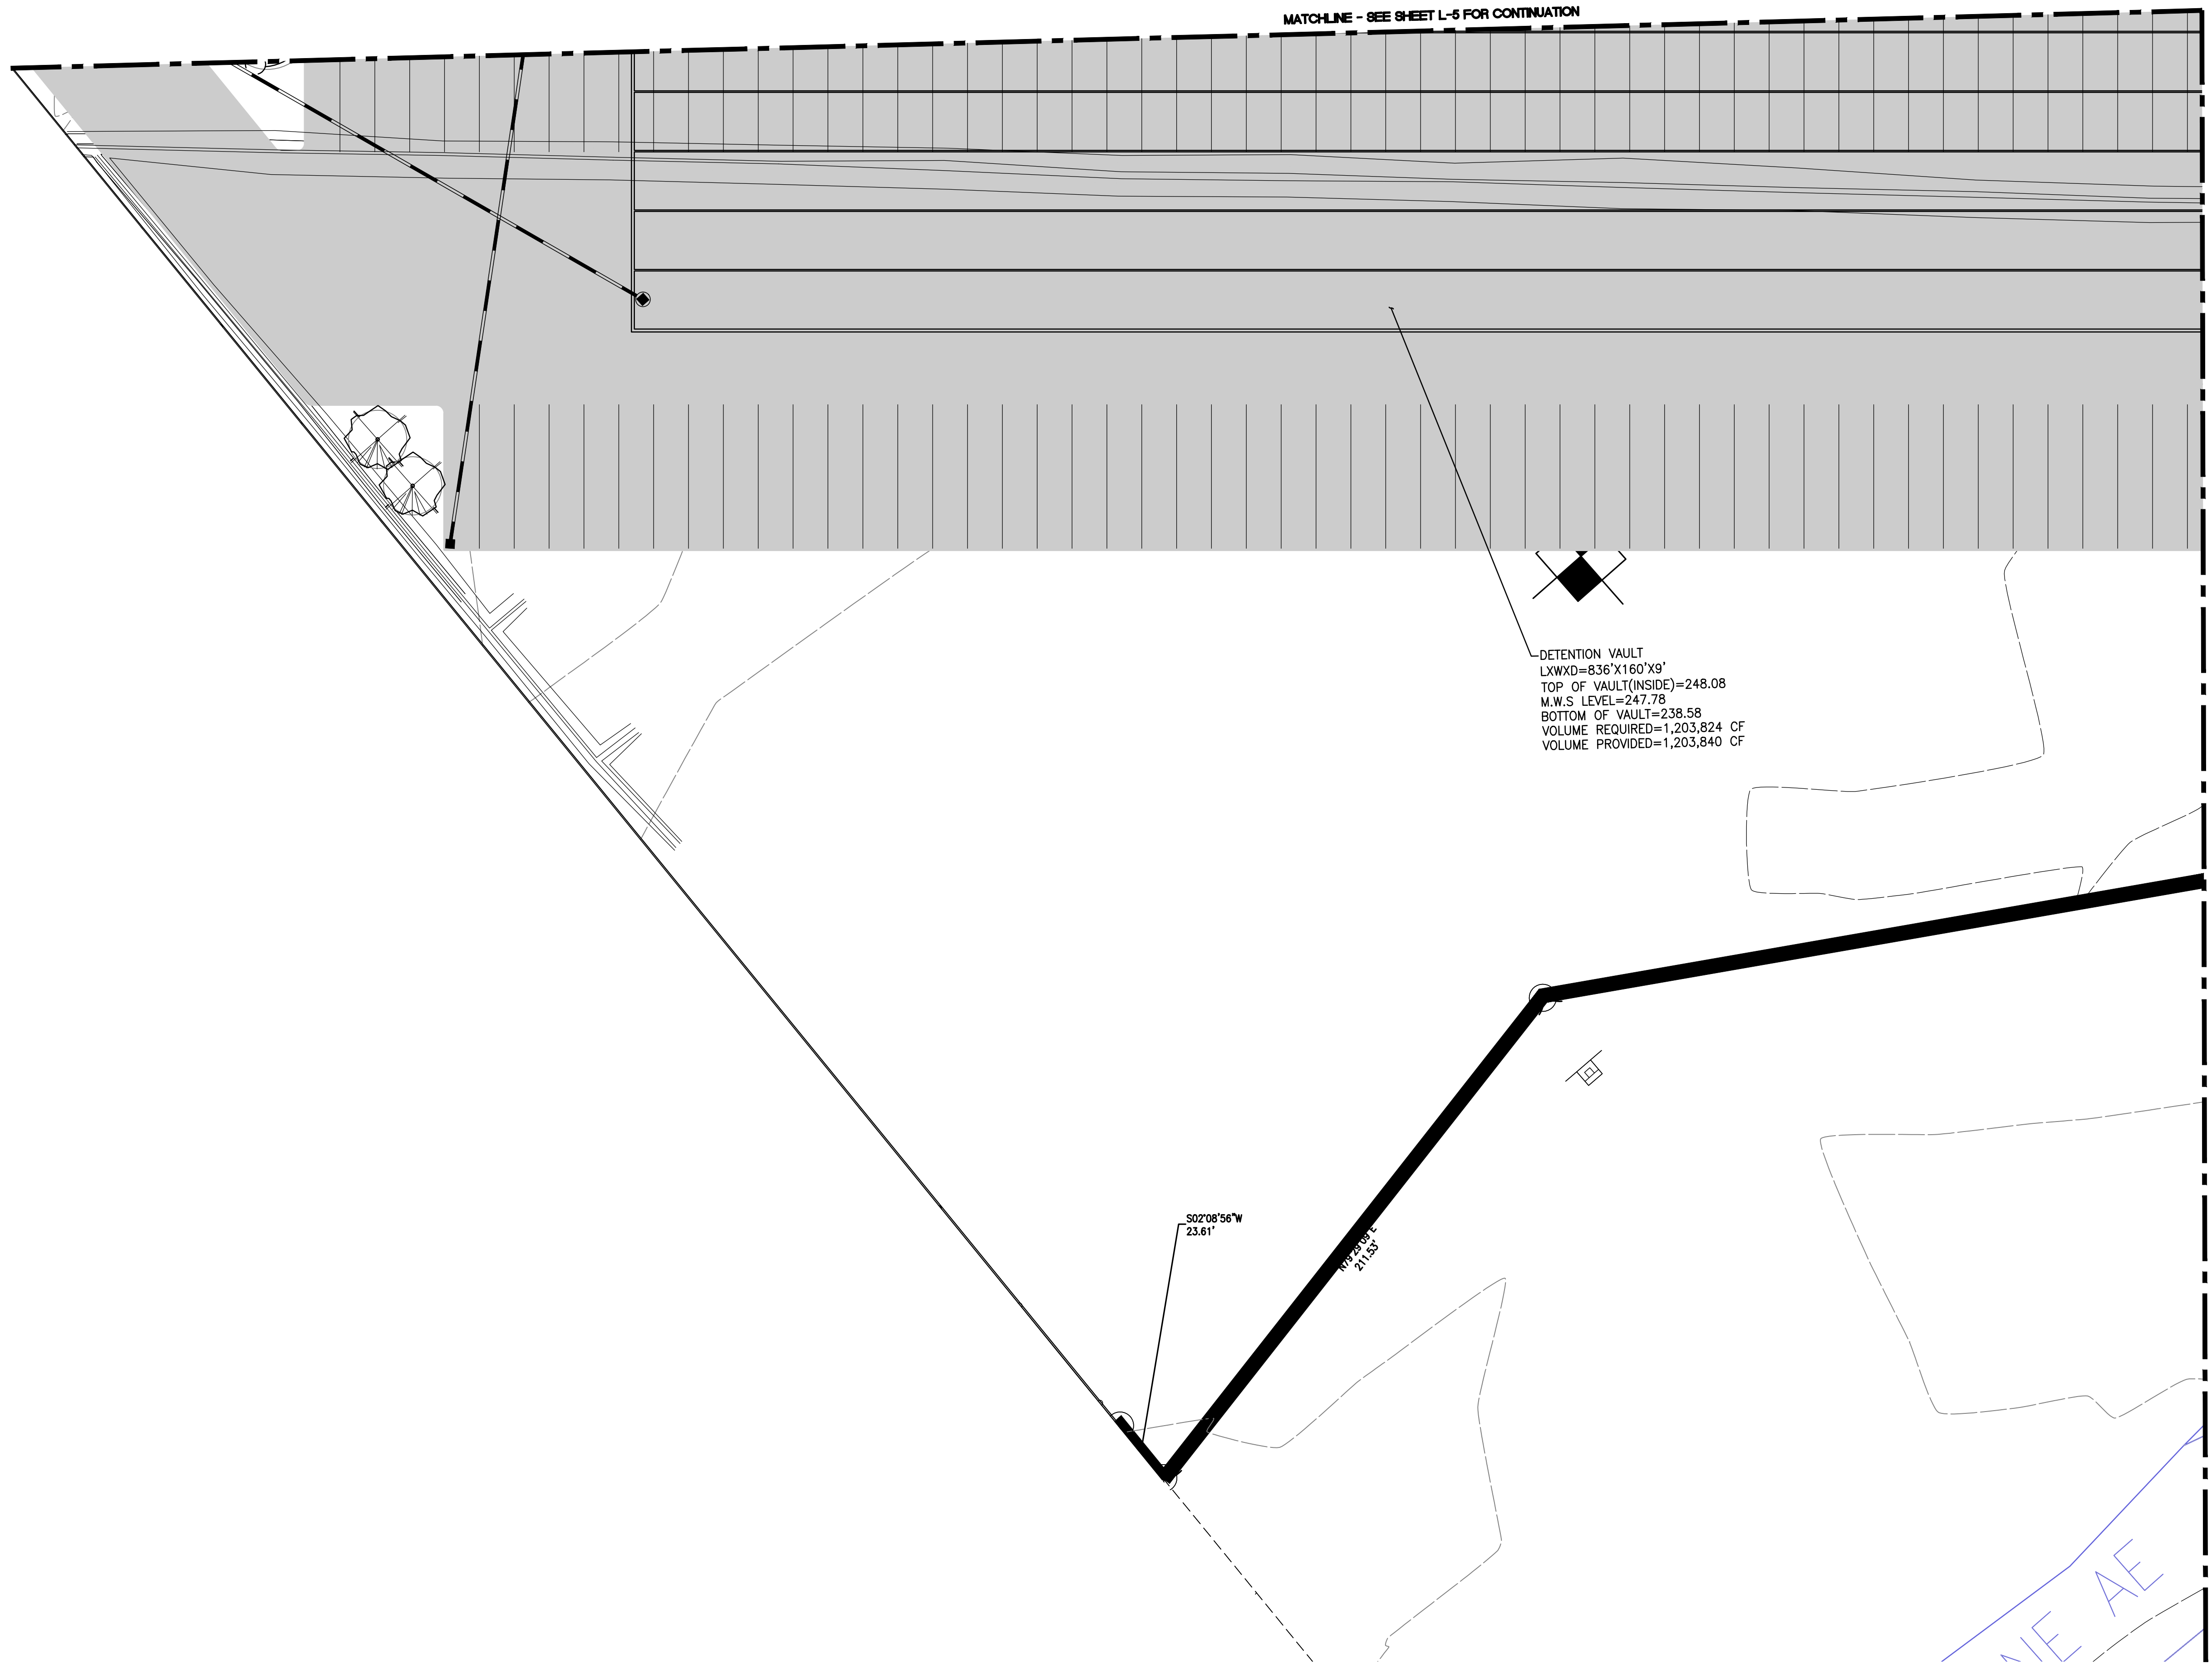 MATCHLINE - SEE SHEET L-5 FOR CONTINUATION
DETENTION VAULT
LXWXD=836'X160'X9'
TOP OF VAULT(INSIDE)=248.08
M.W.S LEVEL=247.78
BOTTOM OF VAULT=238.58
VOLUME REQUIRED=1,203,824 CF
VOLUME PROVIDED=1,203,840 CF
S02°08'56"W
23.61'
211.53'
AE